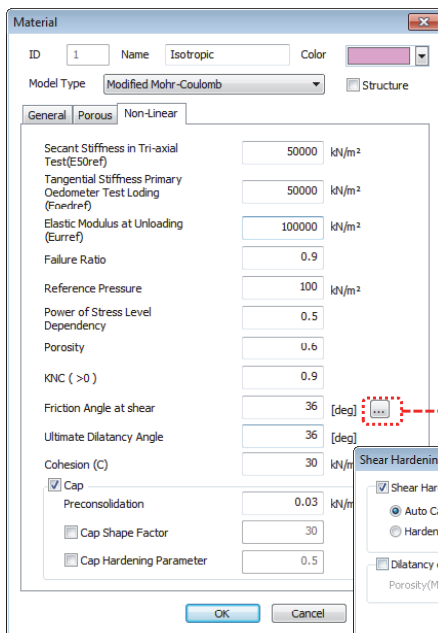 Material
ID 1 Name Isotropic Color
Model Type Modified Mohr-Coulomb Structure
General Porous Non-Linear
Secant Stiffness in Tri-axial
Test(E50ref) 50000 kN/m²
Tangential Stiffness Primary
Oedometer Test Loding 50000 kN/m²
(Eoedref)
Elastic Modulus at Unloading
(Eurref) 100000 kN/m²
Failure Ratio 0.9
Reference Pressure 100 kN/m²
Power of Stress Level
Dependency 0.5
Porosity 0.6
KNC ( >0 ) 0.9
Friction Angle at shear 36 [deg] ...
Ultimate Dilatancy Angle 36 [deg]
Cohesion (C) 30 kN/m
Shear Hardenin
Cap
Shear Har
Preconsolidation 0.03 kN/m
Auto Ca
Cap Shape Factor 30
Harden
Cap Hardening Parameter 0.5
Dilatancy
Porosity(M
OK Cancel